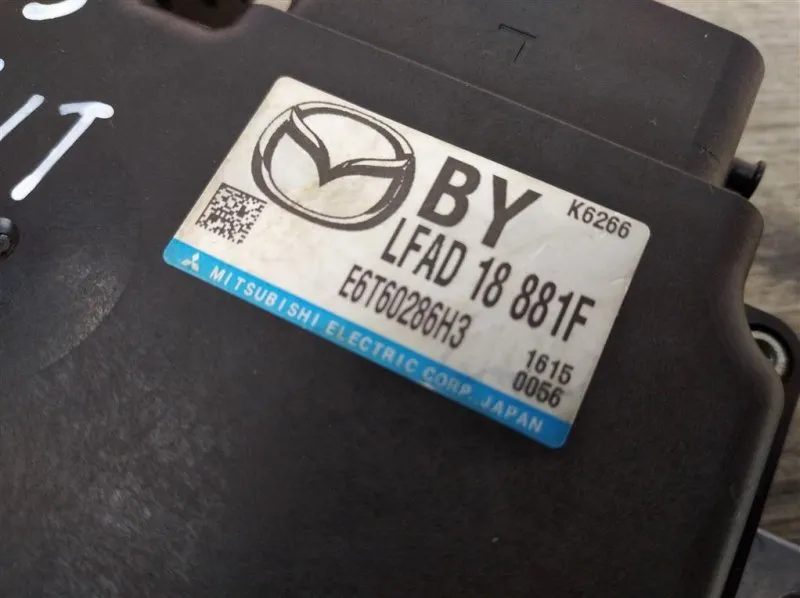 BY
K6266
LFAD 18 881F
E6T60286H3
1615
0056
MITSUBISHI ELECTRIC CORP. JAPAN